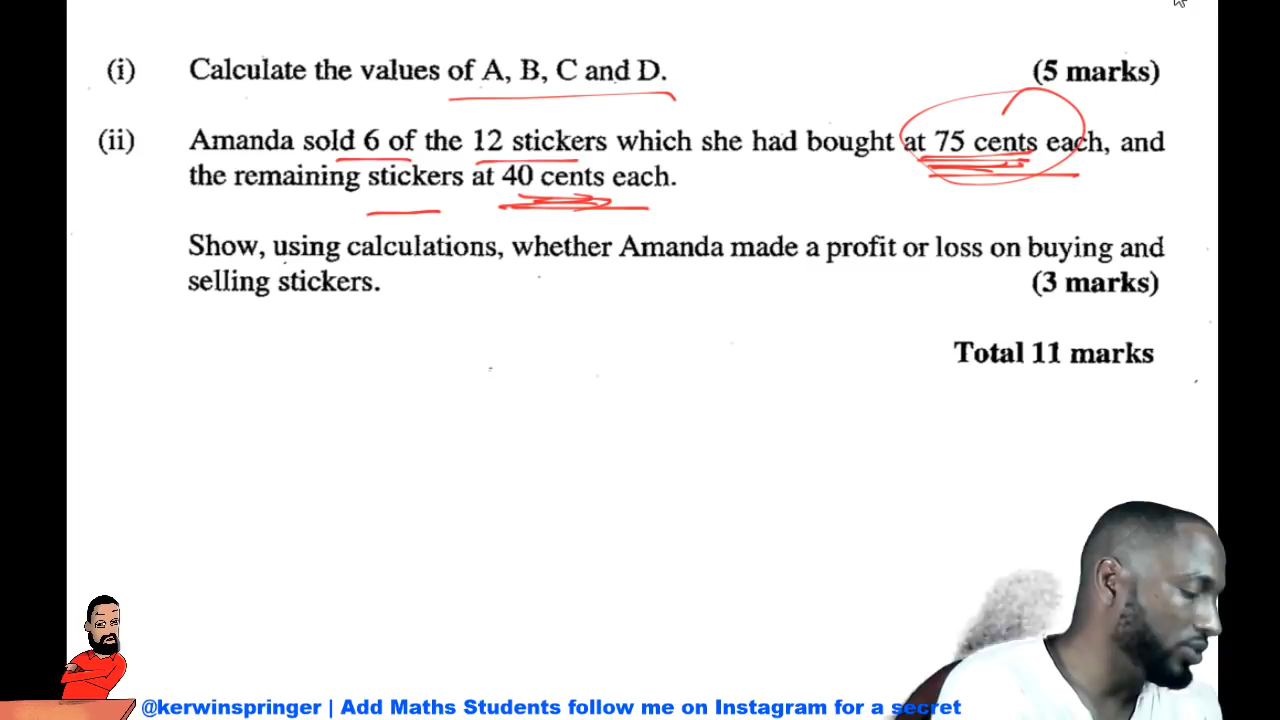 (i) Calculate the values of A, B, C and D. (5 marks)
(ii) Amanda sold 6 of the 12 stickers which she had bought at 75 cents each, and
the remaining stickers at 40 cents each.
Show, using calculations, whether Amanda made a profit or loss on buying and
selling stickers. (3 marks)
Total 11 marks
@kerwinspringer | Add Maths Students follow me on Instagram for a secret